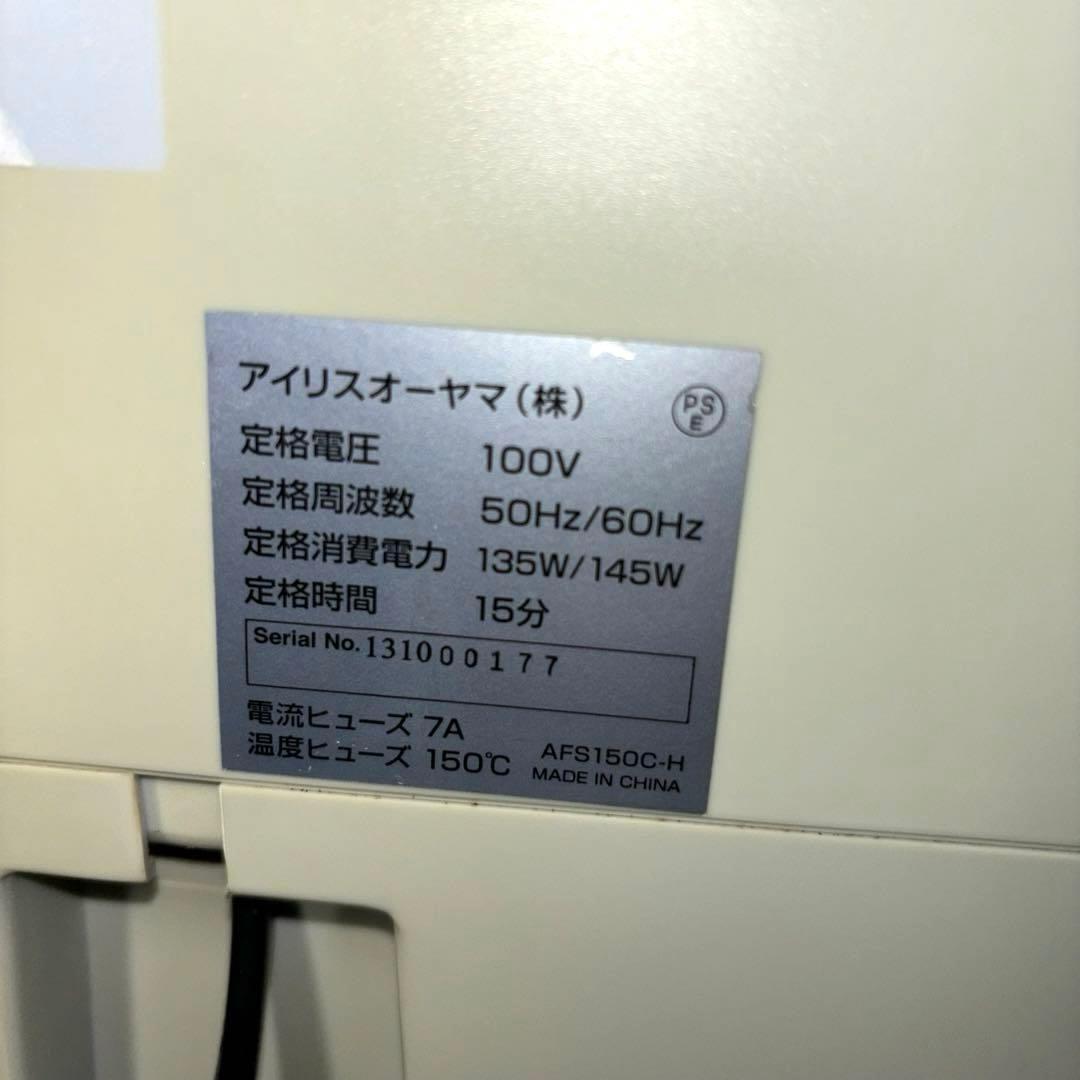 アイリスオーヤマ(株)
PS
E
定格電圧 100V
定格周波数 50Hz/60Hz
定格消費電力 135W/145W
定格時間 15分
Serial No. 131000177
電流ヒューズ 7A
温度ヒューズ 150℃
AFS150C-H
MADE IN CHINA